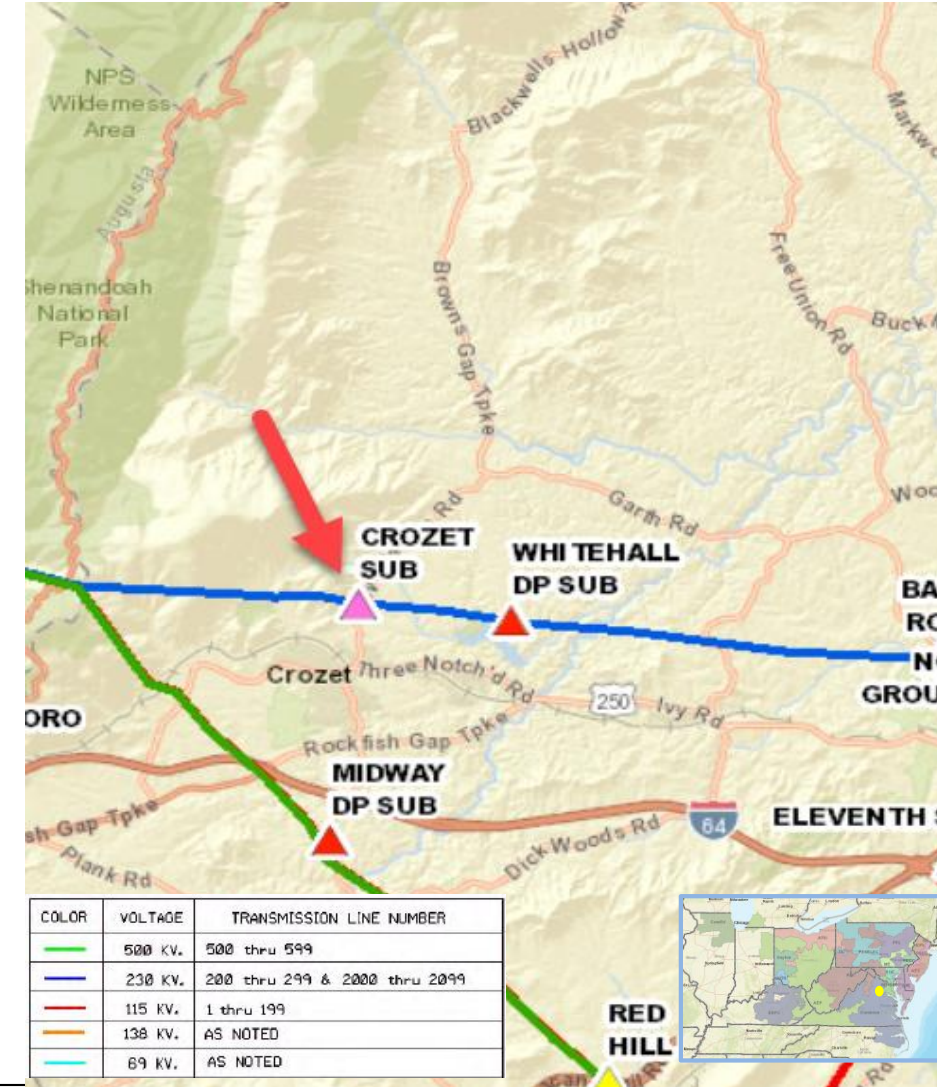 Blackwells Hollow
NPS
Wilderness
Area
Augusta
Shenandoah
National
Park
Browns Gap Tpke
Free Union Rd
Buck
Garth Rd
Rd
CROZET
SUB
WHITEHALL
DP SUB
BA
RO
NO
GROU
Crozet
Three Notch'd Rd
250
Ivy Rd
ORO
Rockfish Gap Tpke
MIDWAY
DP SUB
sh Gap Tpke
64
ELEVENTH
Dick Woods Rd
Plank Rd
COLOR VOLTAGE TRANSMISSION LINE NUMBER
500 KV. 500 thru 599
230 KV. 200 thru 299 & 2000 thru 2099
115 KV. 1 thru 199
138 KV. AS NOTED
69 KV. AS NOTED
RED
HILL
Rd